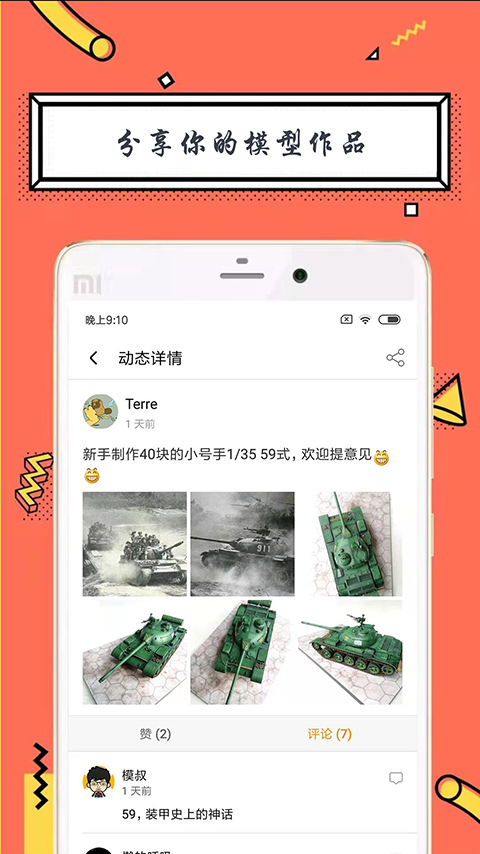 分享你的模型作品
mi
晚上9:10
动态详情
Terre
1 天前
新手制作40块的小号手1/35 59式，欢迎提意见
911
赞 (2)
评论 (7)
模叔
1 天前
59，装甲史上的神话